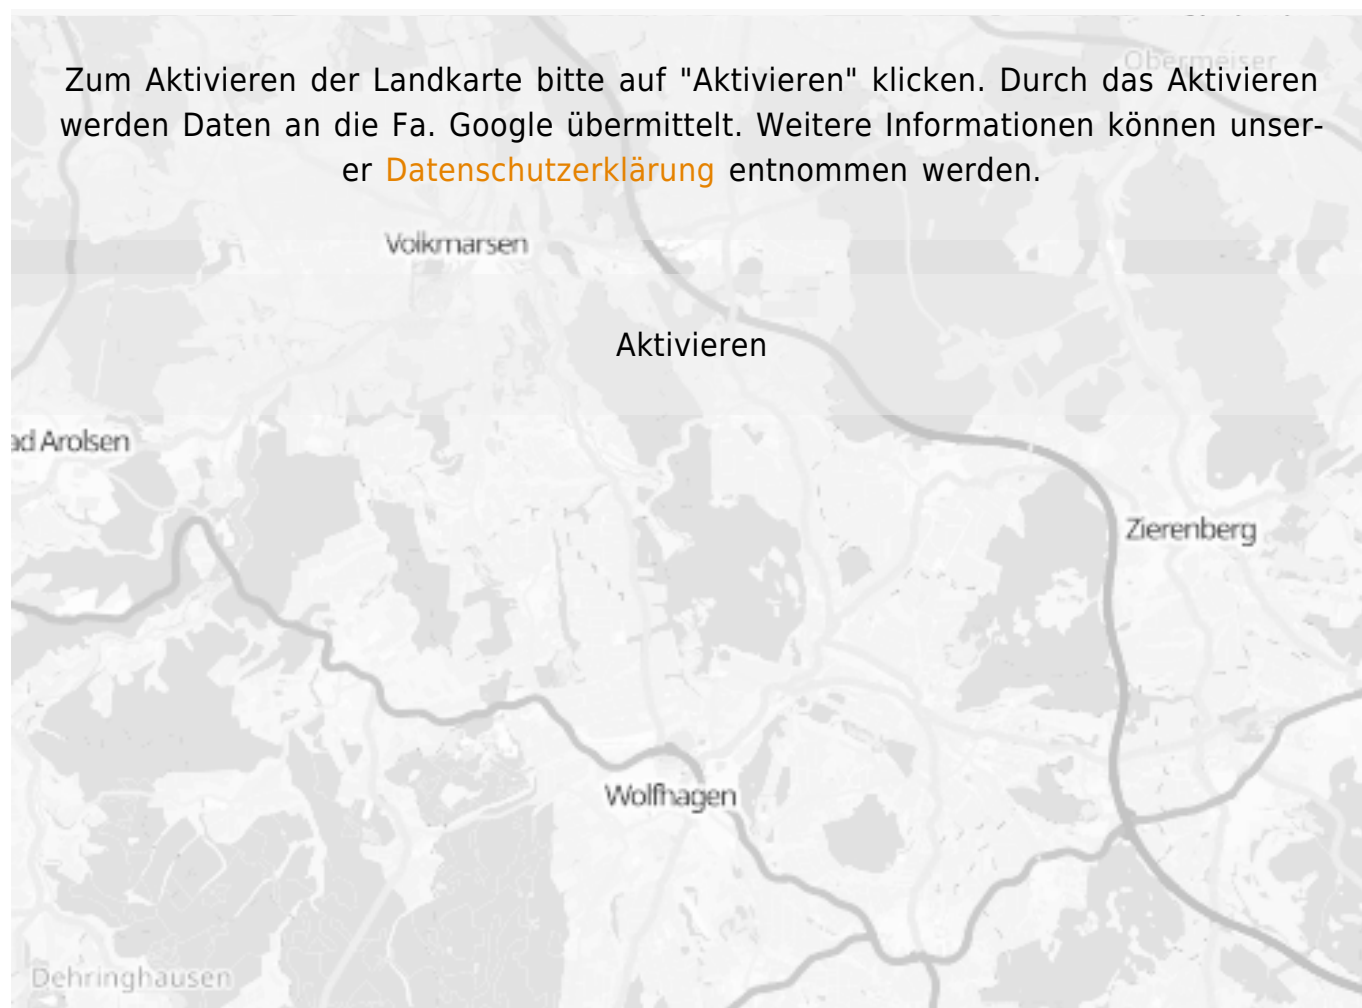 Obermeiser
Zum Aktivieren der Landkarte bitte auf "Aktivieren" klicken. Durch das Aktivieren
werden Daten an die Fa. Google übermittelt. Weitere Informationen können unser-
er Datenschutzerklärung entnommen werden.
Volkmarsen
Aktivieren
ad Arolsen
Zierenberg
Wolfhagen
Dehringhausen